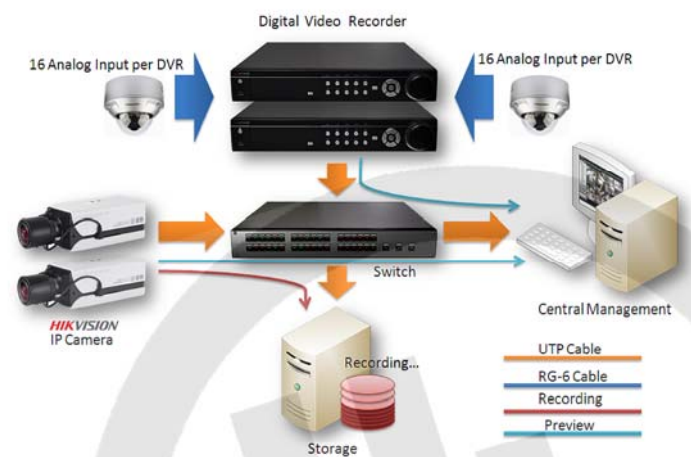 Digital Video Recorder
16 Analog Input per DVR
16 Analog Input per DVR
Switch
HIKVISION
IP Camera
Central Management
Recording...
Storage
UTP Cable
RG-6 Cable
Recording
Preview